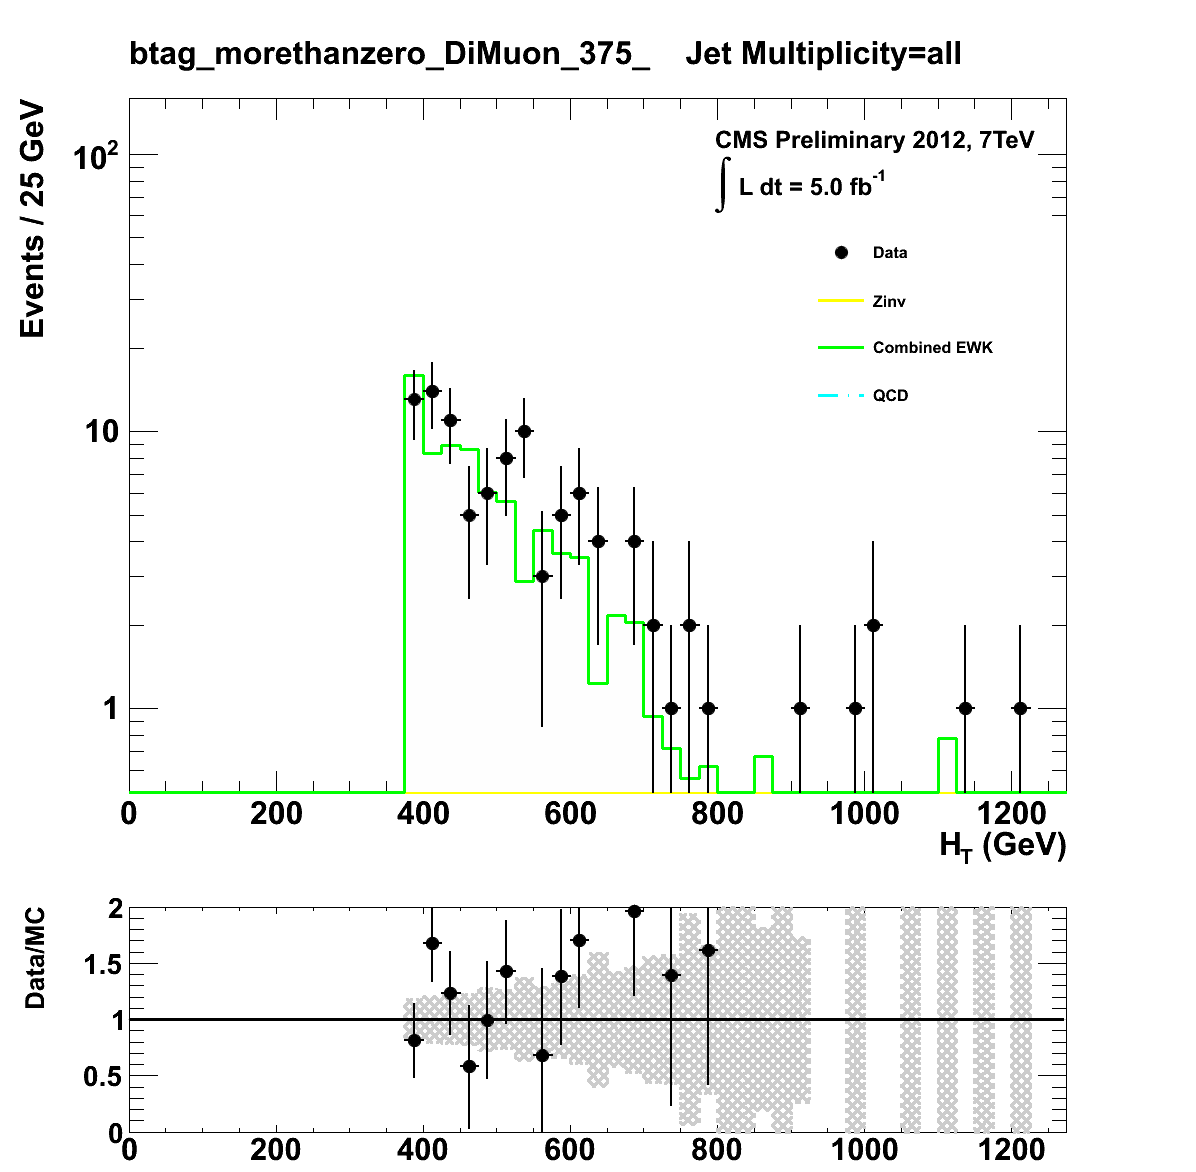 btag_morethanzero_DiMuon_375_ Jet Multiplicity=all
Events / 25 GeV
CMS Preliminary 2012, 7TeV
∫ L dt = 5.0 fb⁻¹
Data
Zinv
Combined EWK
QCD
10²
10
1
0 200 400 600 800 1000 1200
H_T (GeV)
Data/MC
2
1.5
1
0.5
0
0 200 400 600 800 1000 1200